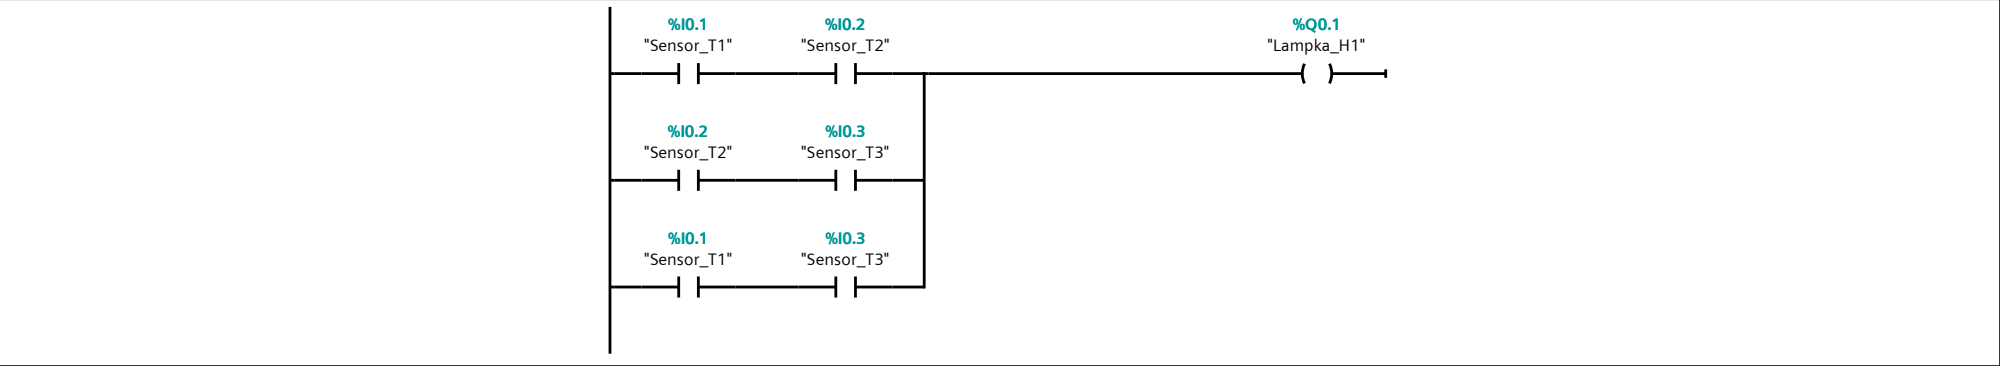 %I0.1 %I0.2 %Q0.1
"Sensor_T1" "Sensor_T2" "Lampka_H1"
%I0.2 %I0.3
"Sensor_T2" "Sensor_T3"
%I0.1 %I0.3
"Sensor_T1" "Sensor_T3"